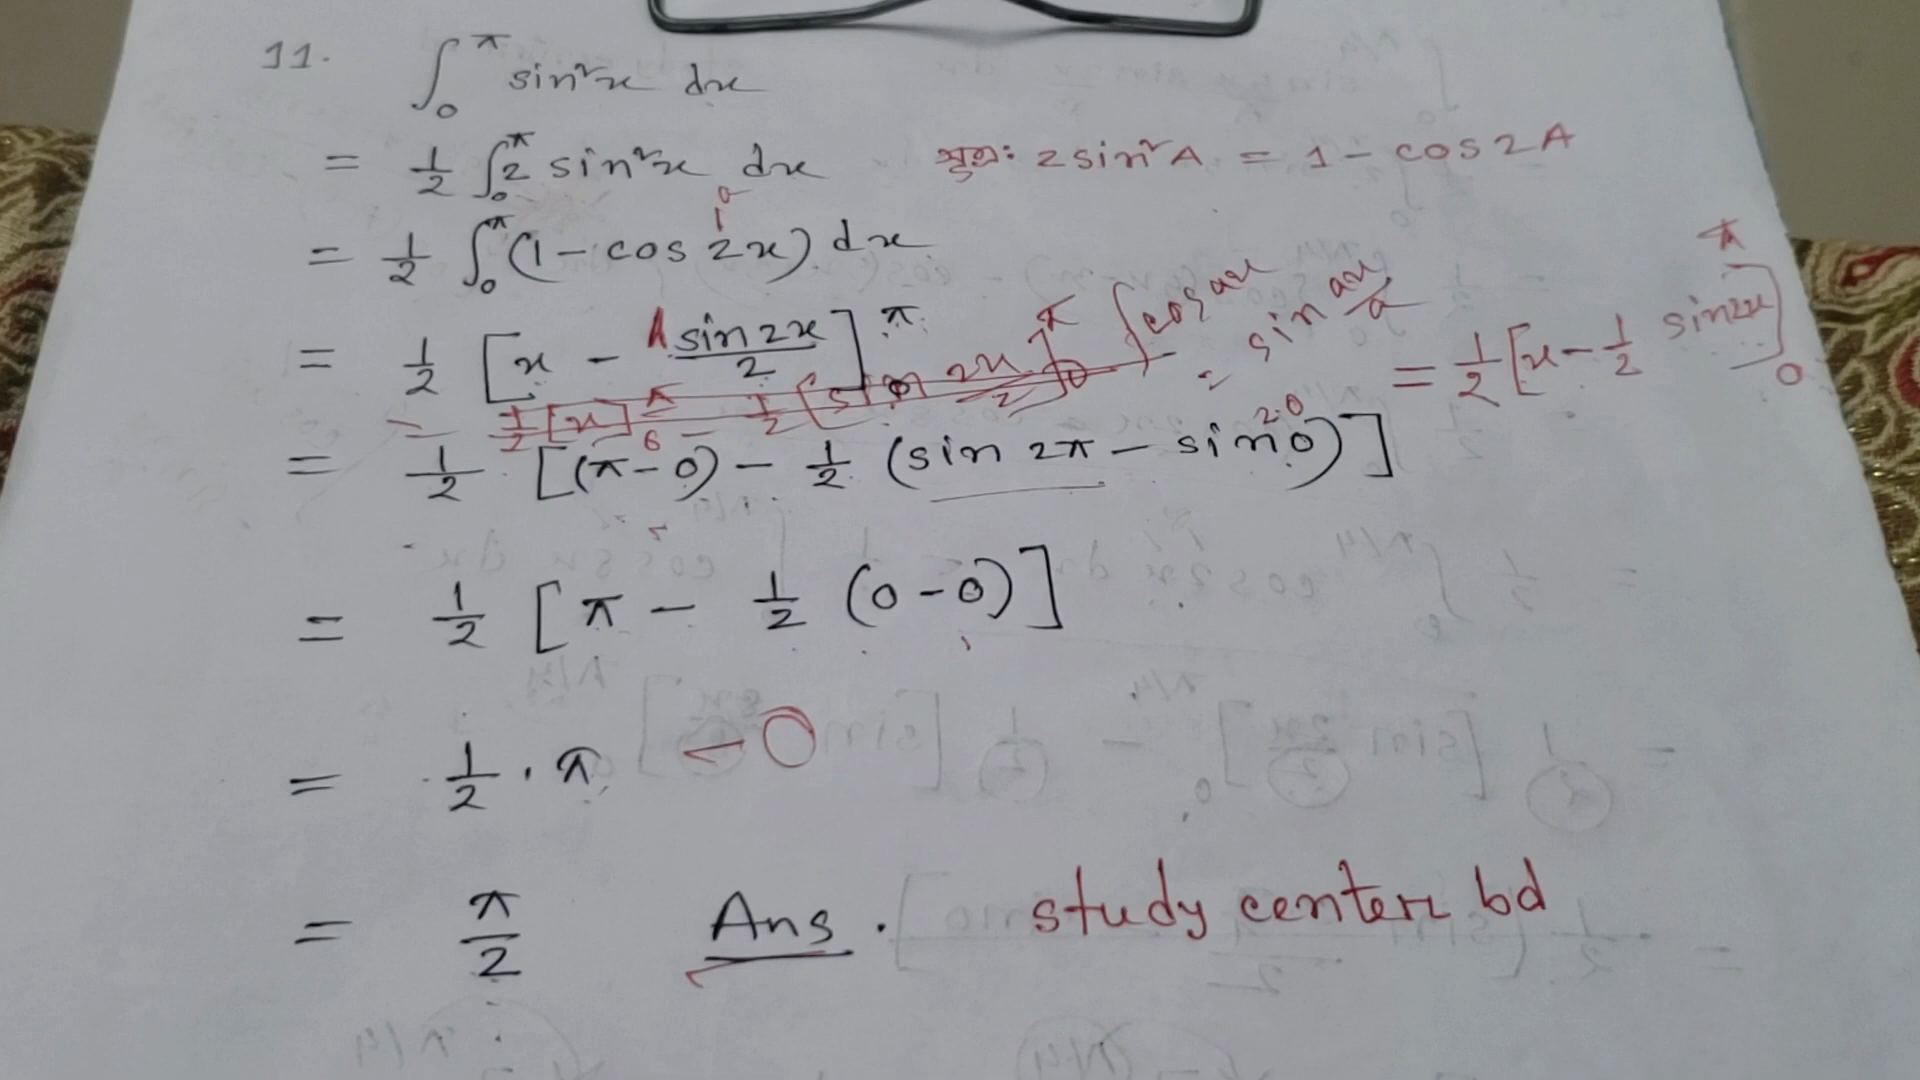 11. ∫₀^π sin²x dx
= 1/2 ∫₀^π 2 sin²x dx সূত্র: 2sin²A = 1 - cos2A
= 1/2 ∫₀^π (1 - cos 2x) dx
= 1/2 [x - sin2x/2]^π ∫cos ax = sin ax/a = 1/2 [x - 1/2 sin2x]₀^π
= 1/2 [(π-0) - 1/2 (sin 2π - sin 2·0)]
= 1/2 [π - 1/2 (0-0)]
= 1/2 . π - 0
= π/2 Ans. study center bd